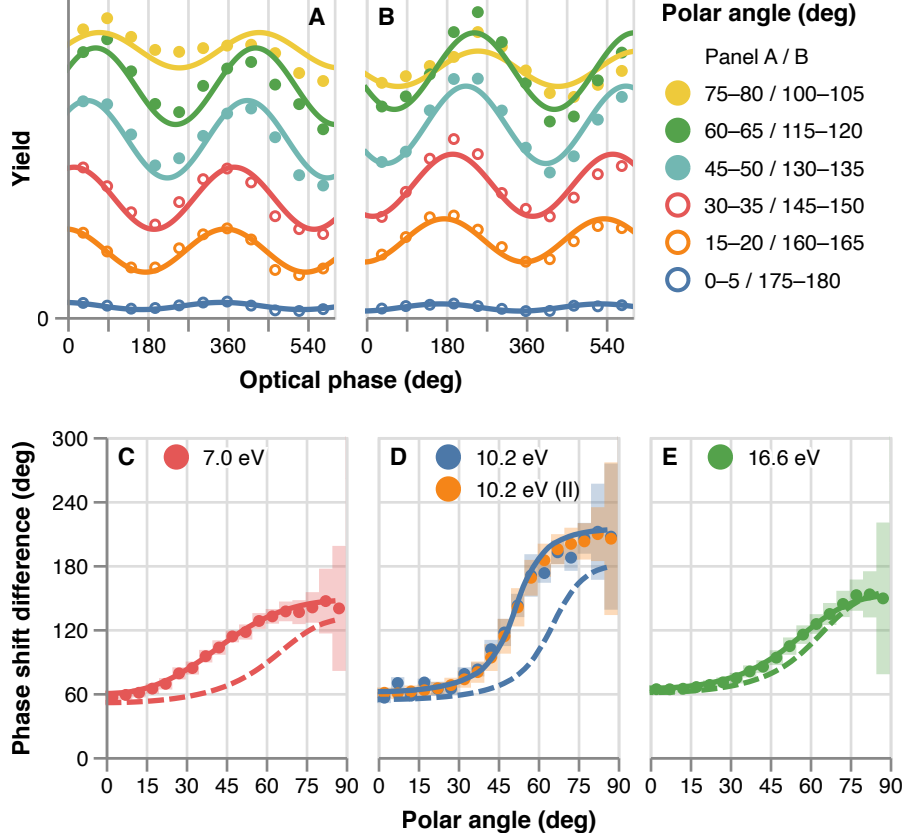 A
B
Polar angle (deg)
Panel A / B
75–80 / 100–105
60–65 / 115–120
45–50 / 130–135
30–35 / 145–150
15–20 / 160–165
0–5 / 175–180
Yield
0
0 180 360 540
0 180 360 540
Optical phase (deg)
Phase shift difference (deg)
300
240
180
120
60
0
C
7.0 eV
D
10.2 eV
10.2 eV (II)
E
16.6 eV
0 15 30 45 60 75 90
0 15 30 45 60 75 90
0 15 30 45 60 75 90
Polar angle (deg)